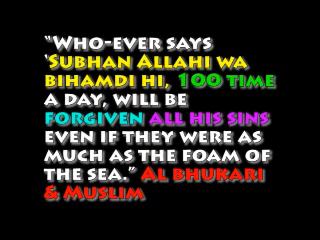 “Who-ever says
‘Subhan Allahi wa
bihamdi hi, 100 time
a day, will be
forgiven all his sins
even if they were as
much as the foam of
the sea.” Al bhukari
& Muslim